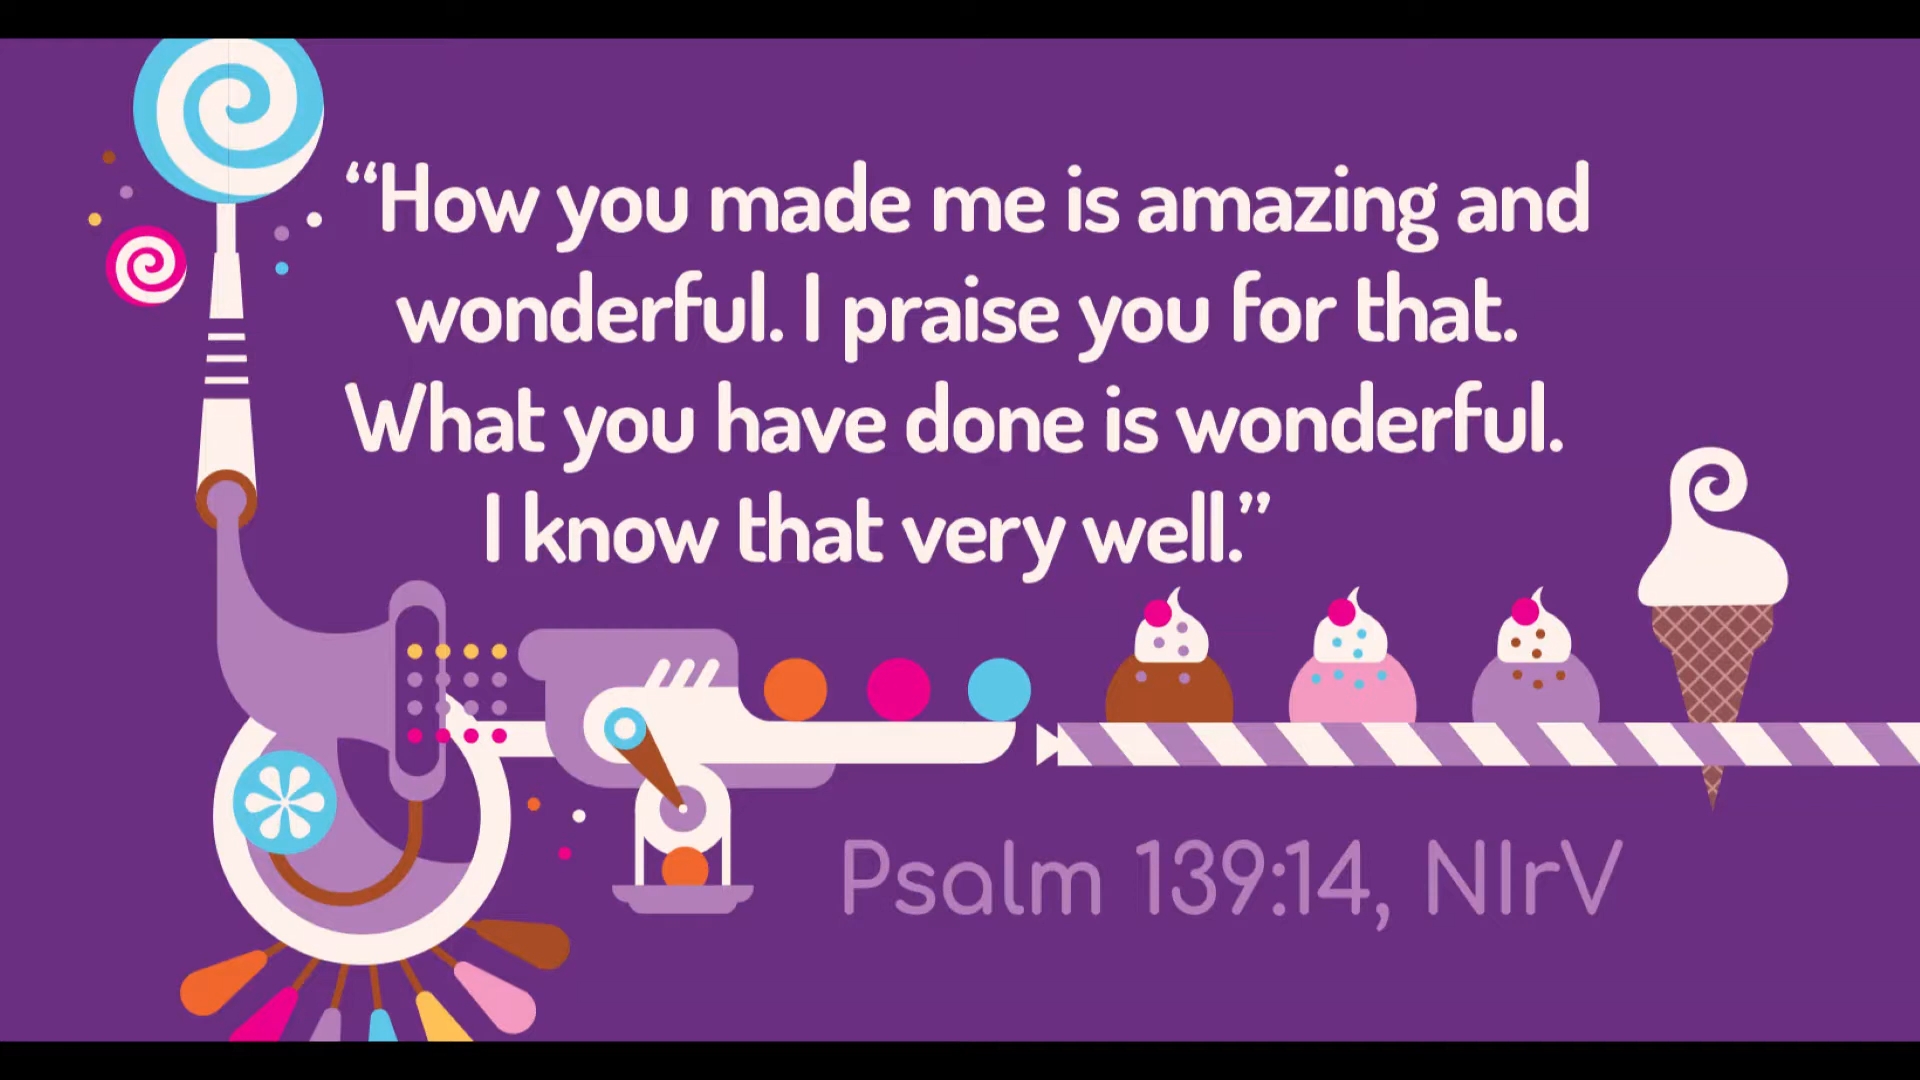 “How you made me is amazing and
wonderful. I praise you for that.
What you have done is wonderful.
I know that very well.”
Psalm 139:14, NIrV